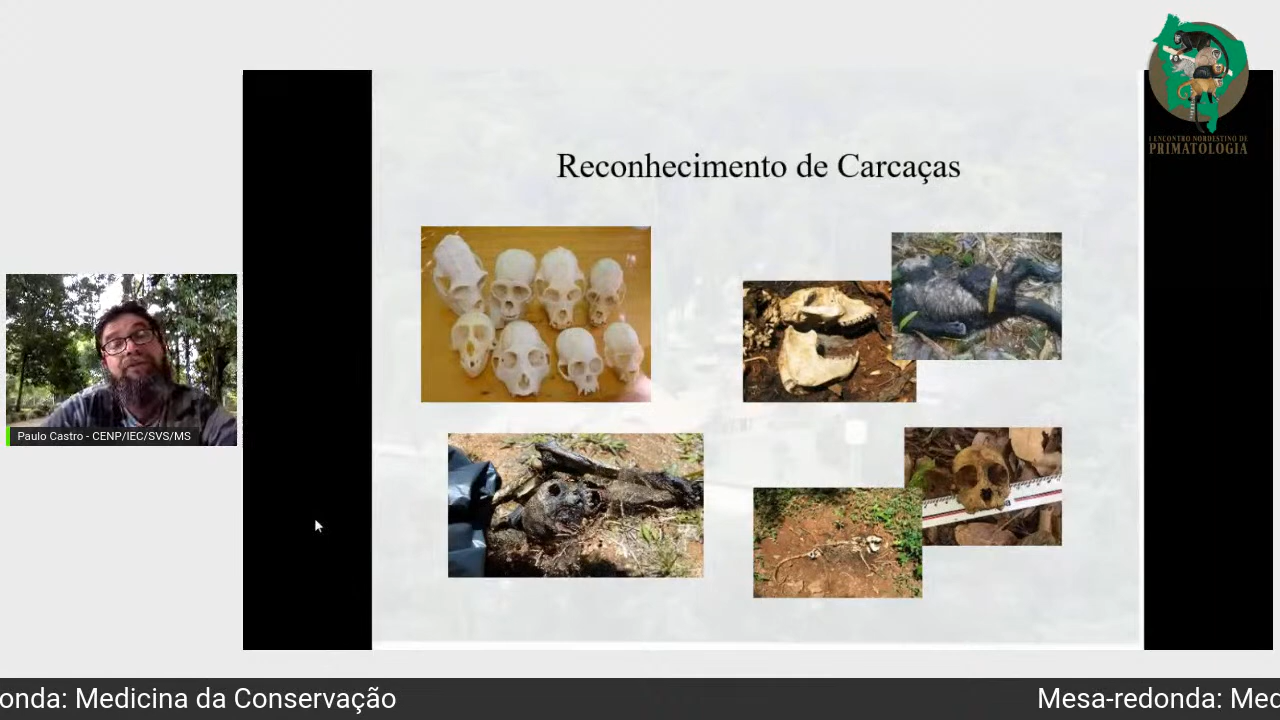 I ENCONTRO NORDESTINO DE
PRIMATOLOGIA
Reconhecimento de Carcaças
Paulo Castro - CENP/IEC/SVS/MS
onda: Medicina da Conservação
Mesa-redonda: Med